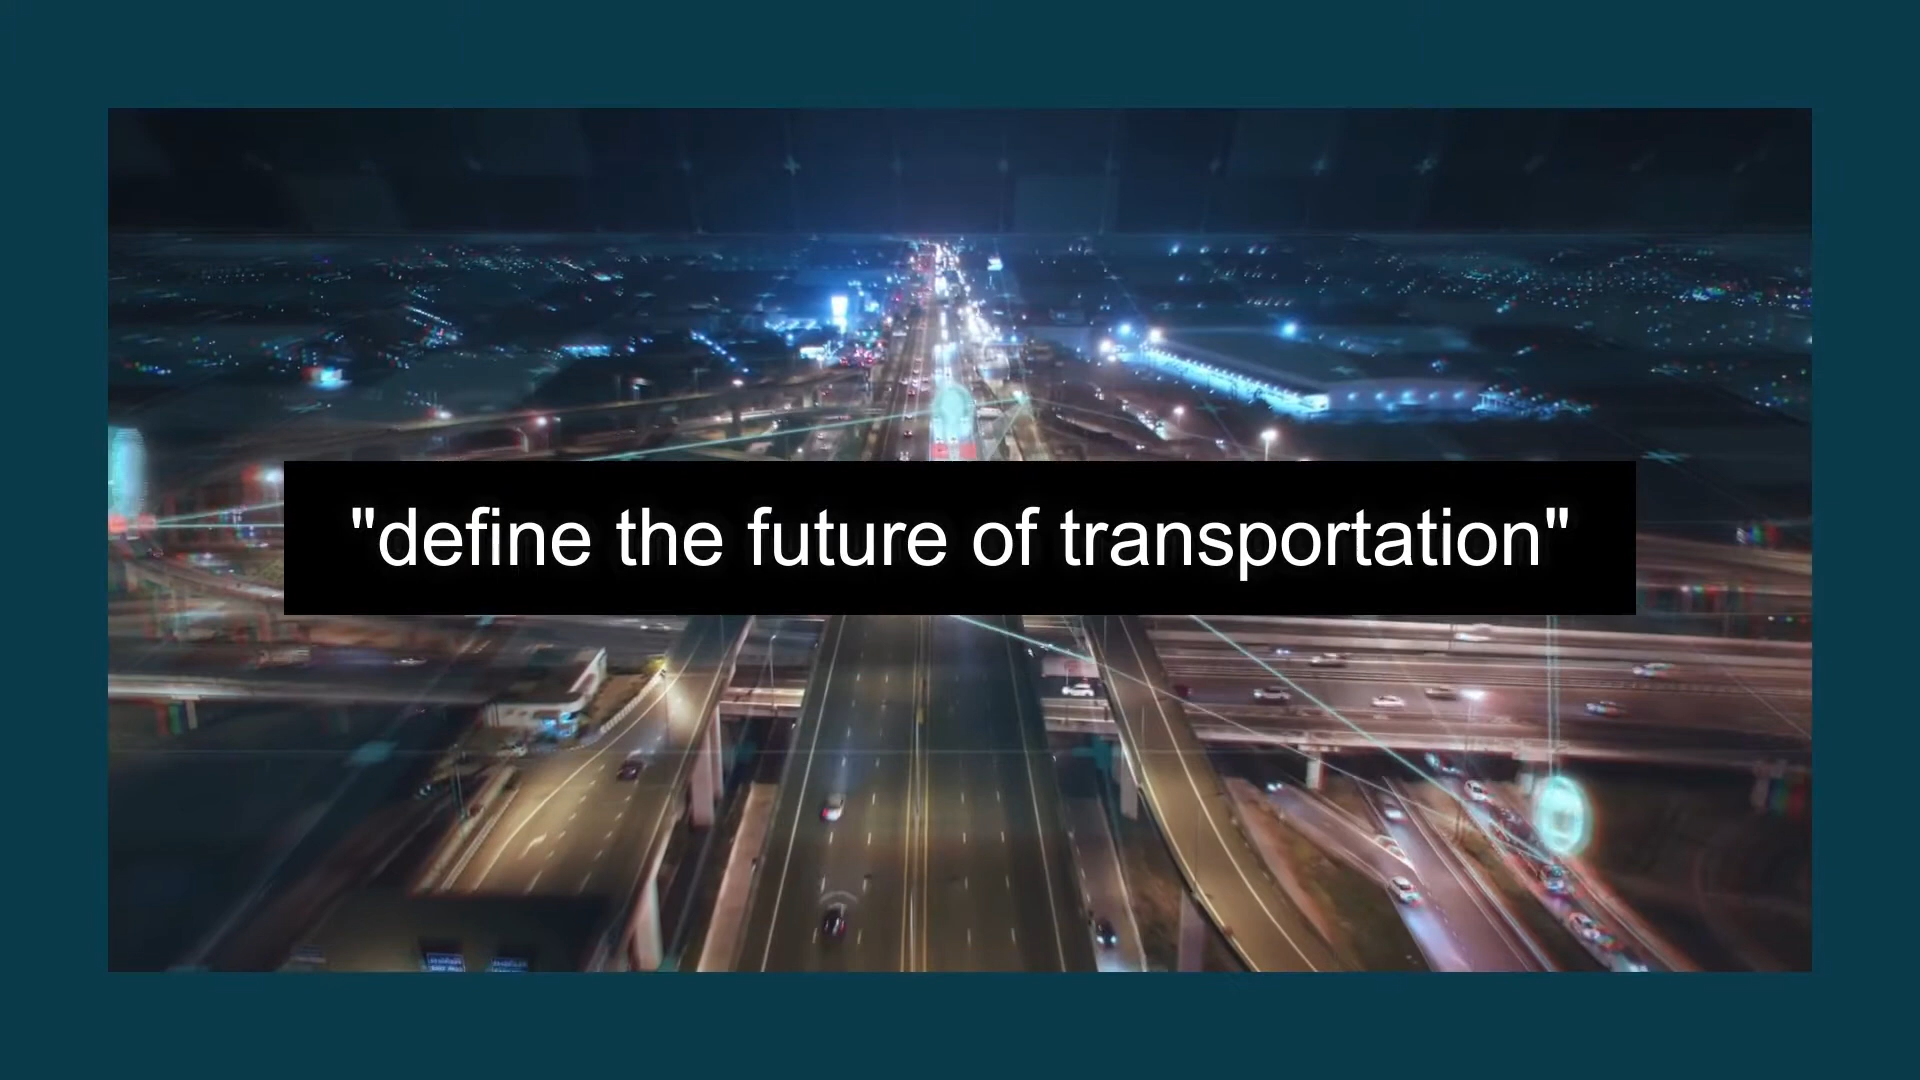 "define the future of transportation"